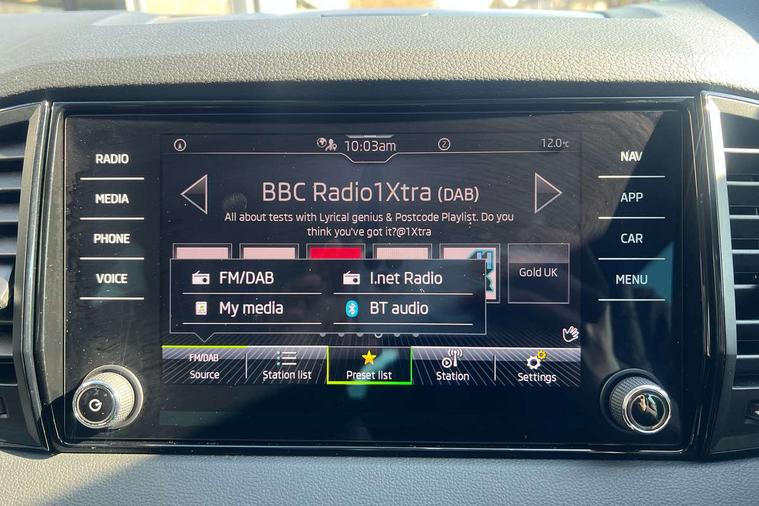 10:03am
2
12.0°C
RADIO
MEDIA
PHONE
VOICE
BBC Radio1Xtra (DAB)
All about tests with Lyrical genius & Postcode Playlist. Do you
think you've got it?@1Xtra
Gold UK
FM/DAB
I.net Radio
My media
BT audio
FM/DAB
Source
Station list
Preset list
Station
Settings
NAV
APP
CAR
MENU